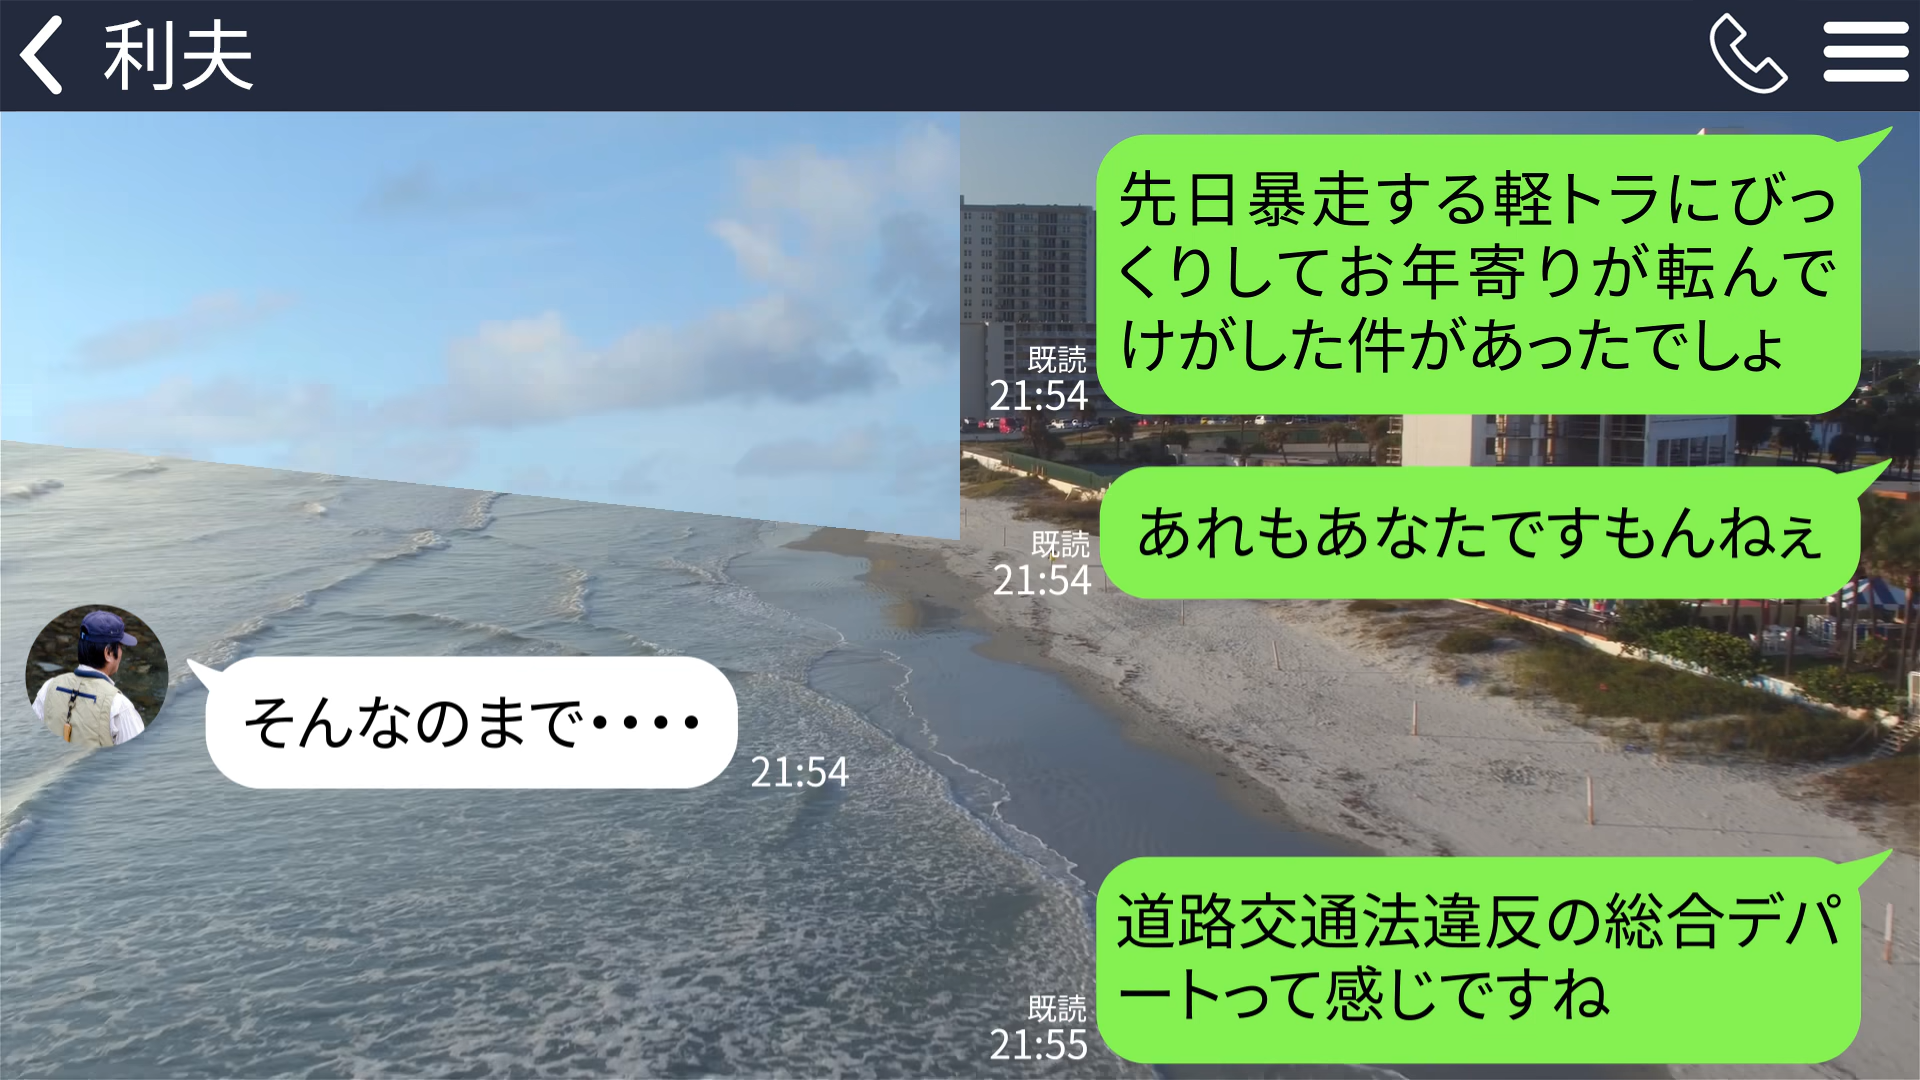 利夫
先日暴走する軽トラにびっ
くりしてお年寄りが転んで
けがした件があったでしょ
既読
21:54
あれもあなたですもんねぇ
既読
21:54
そんなのまで・・・・
21:54
道路交通法違反の総合デパ
ートって感じですね
既読
21:55